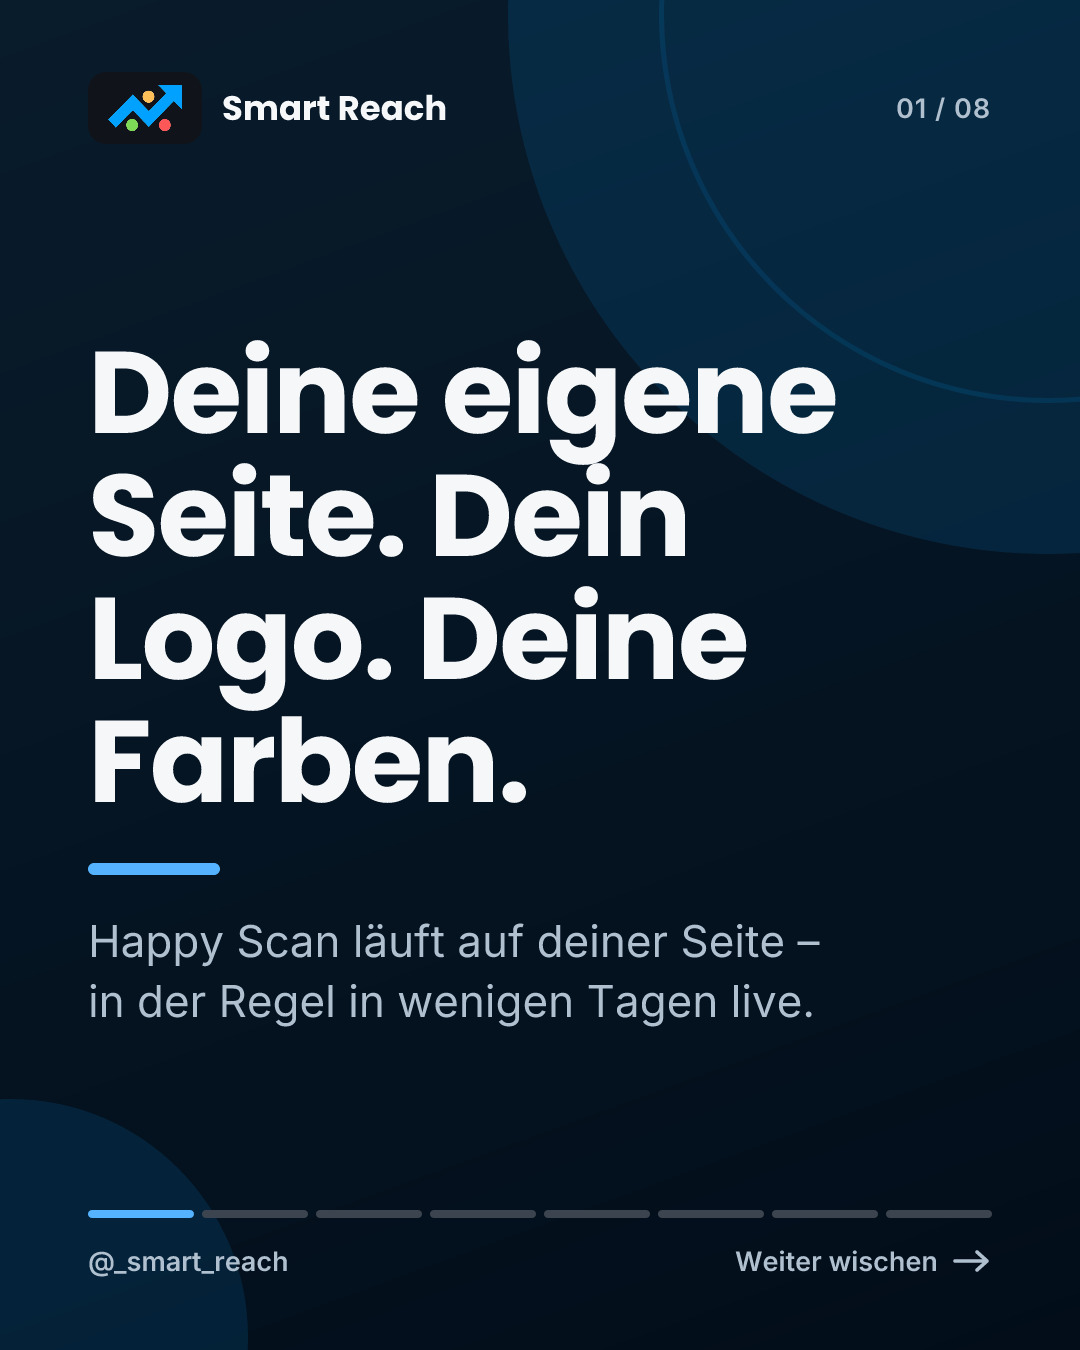 Smart Reach
01 / 08
Deine eigene
Seite. Dein
Logo. Deine
Farben.
Happy Scan läuft auf deiner Seite –
in der Regel in wenigen Tagen live.
@_smart_reach
Weiter wischen →